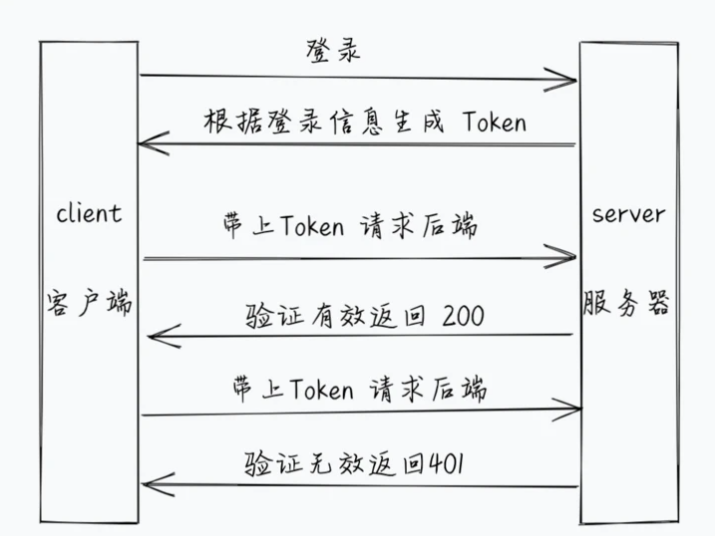 登录
根据登录信息生成 Token
client
客户端
带上Token 请求后端
server
服务器
验证有效返回 200
带上Token 请求后端
验证无效返回401